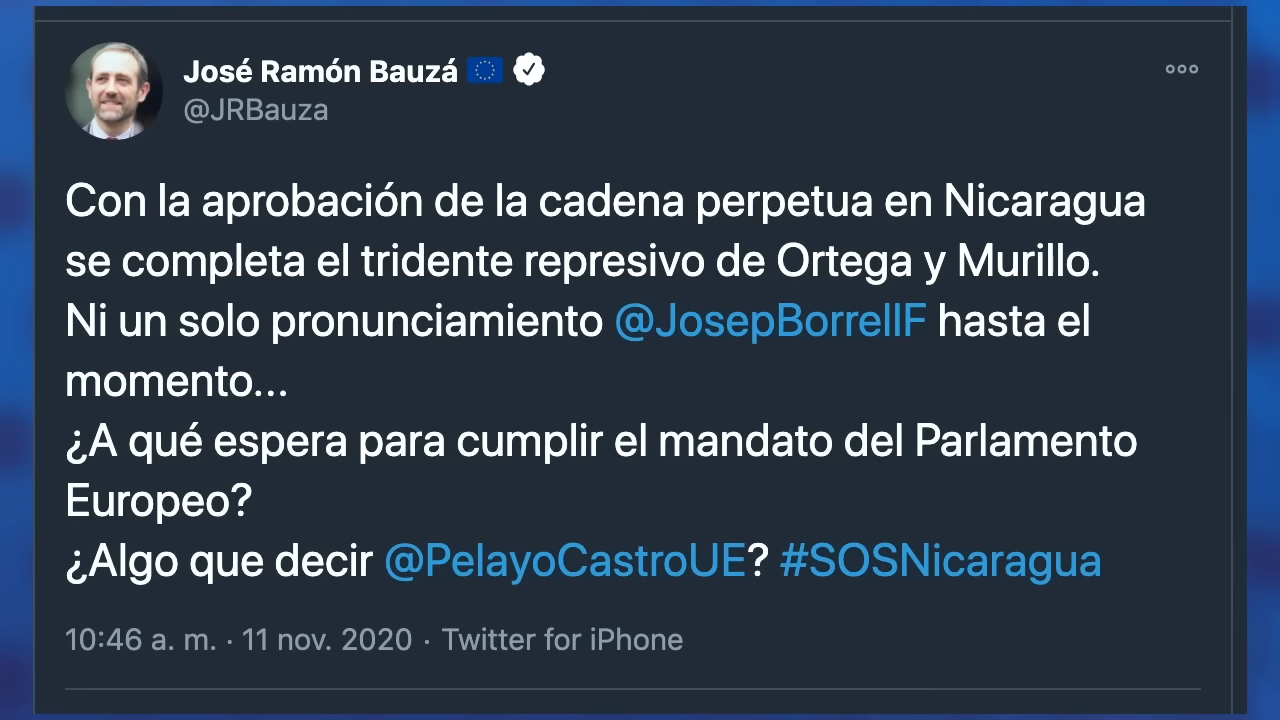 José Ramón Bauzá
@JRBauza
Con la aprobación de la cadena perpetua en Nicaragua
se completa el tridente represivo de Ortega y Murillo.
Ni un solo pronunciamiento @JosepBorrellF hasta el
momento...
¿A qué espera para cumplir el mandato del Parlamento
Europeo?
¿Algo que decir @PelayoCastroUE? #SOSNicaragua
10:46 a. m. · 11 nov. 2020 · Twitter for iPhone